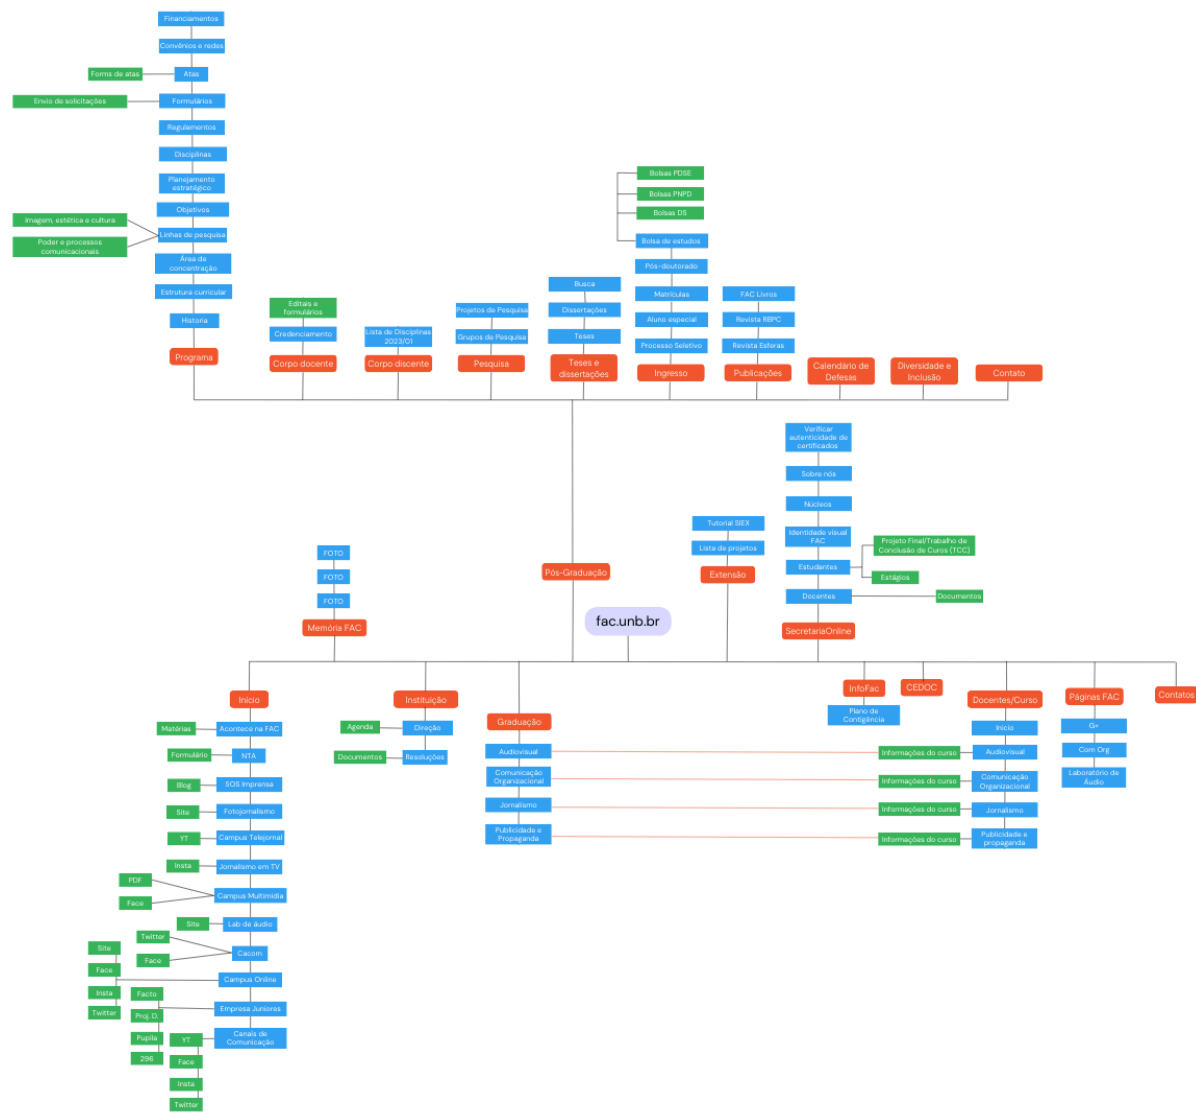 Financiamentos
Convênios e redes
Forma de atas
Atas
Envio de solicitações
Formulários
Regulamentos
Disciplinas
Planejamento
estratégico
Objetivos
Imagem, estética e cultura
Poder e processos
comunicacionais
Linhas de pesquisa
Área de
concentração
Estrutura curricular
Historia
Programa
Editais e
formulários
Credenciamento
Corpo docente
Lista de Disciplinas
2023/01
Corpo discente
Projetos de Pesquisa
Grupos de Pesquisa
Pesquisa
Busca
Dissertações
Teses
Teses e
dissertações
Bolsas PDSE
Bolsas PNPD
Bolsas DS
Bolsa de estudos
Pós-doutorado
Matrículas
Aluno especial
Processo Seletivo
Ingresso
FAC Livros
Revista RBPC
Revista Esferas
Publicações
Calendário de
Defesas
Diversidade e
Inclusão
Contato
Pós-Graduação
FOTO
FOTO
FOTO
Memória FAC
Tutorial SIEX
Lista de projetos
Extensão
Verificar
autenticidade de
certificados
Sobre nós
Núcleos
Identidade visual
FAC
Estudantes
Projeto Final/Trabalho de
Conclusão de Curos (TCC)
Estágios
Docentes
Documentos
SecretariaOnline
fac.unb.br
Início
Matérias
Acontece na FAC
Formulário
NTA
Blog
SOS Imprensa
Site
Fotojornalismo
YT
Campus Telejornal
Insta
Jornalismo em TV
PDF
Face
Campus Multimídia
Site
Lab de áudio
Twitter
Face
Cacom
Site
Face
Insta
Twitter
Campus Online
Facto
Proj. D.
Pupila
296
Empresa Juniores
YT
Face
Insta
Twitter
Canais de
Comunicação
Instituição
Agenda
Direção
Documentos
Resoluções
Graduação
Audiovisual
Comunicação
Organizacional
Jornalismo
Publicidade e
Propaganda
InfoFac
Plano de
Contigência
CEDOC
Docentes/Curso
Inicio
Informações do curso
Audiovisual
Informações do curso
Comunicação
Organizacional
Informações do curso
Jornalismo
Informações do curso
Publicidade e
propaganda
Páginas FAC
G+
Com Org
Laboratório de
Áudio
Contatos